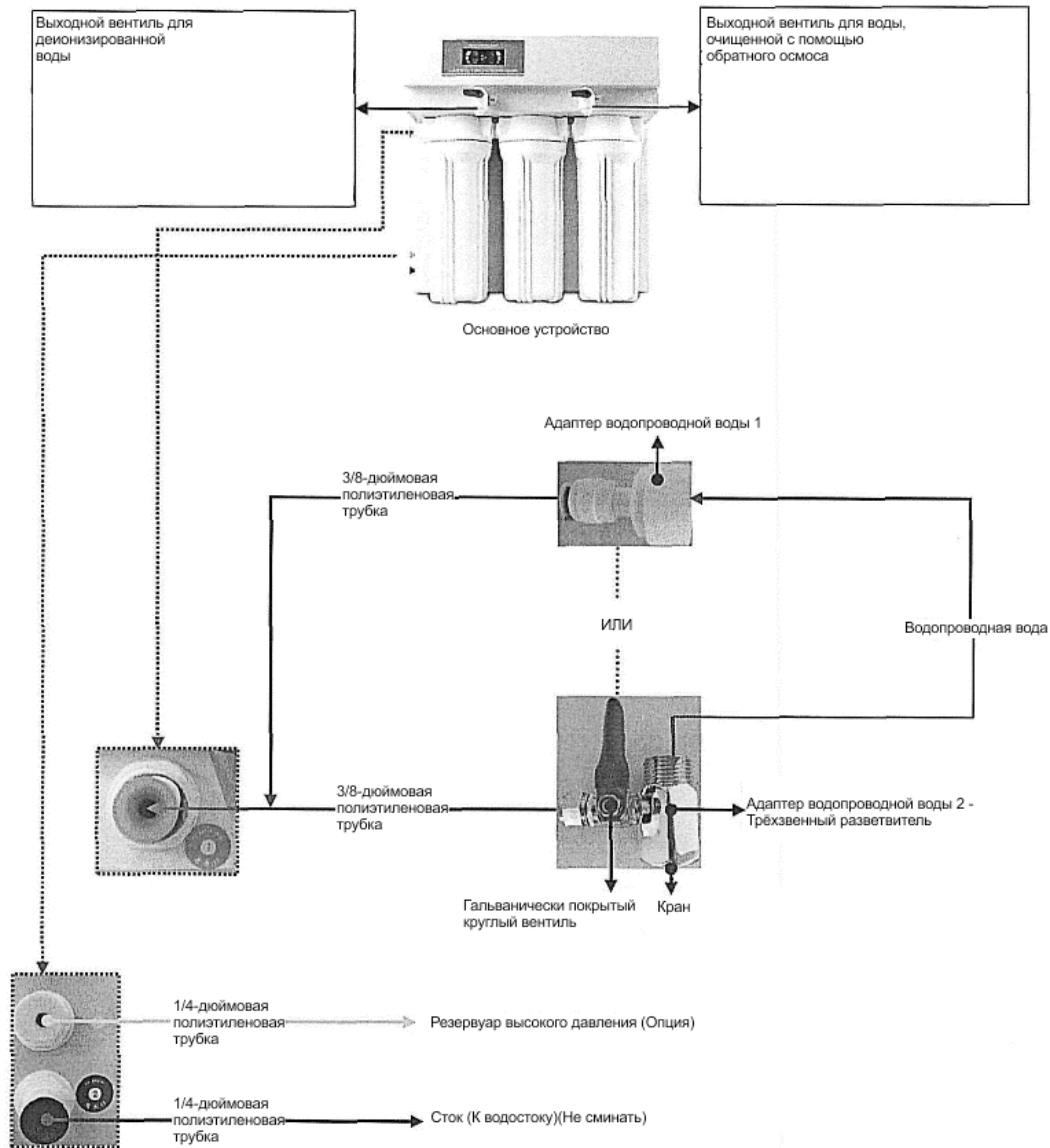 Выходной вентиль для
деионизированной
воды
Выходной вентиль для воды,
очищенной с помощью
обратного осмоса
Основное устройство
Адаптер водопроводной воды 1
3/8-дюймовая
полиэтиленовая
трубка
ИЛИ
Водопроводная вода
3/8-дюймовая
полиэтиленовая
трубка
Адаптер водопроводной воды 2 -
Трёхзвенный разветвитель
Гальванически покрытый
круглый вентиль
Кран
1/4-дюймовая
полиэтиленовая
трубка
Резервуар высокого давления (Опция)
2
1/4-дюймовая
полиэтиленовая
трубка
Сток (К водостоку)(Не сминать)